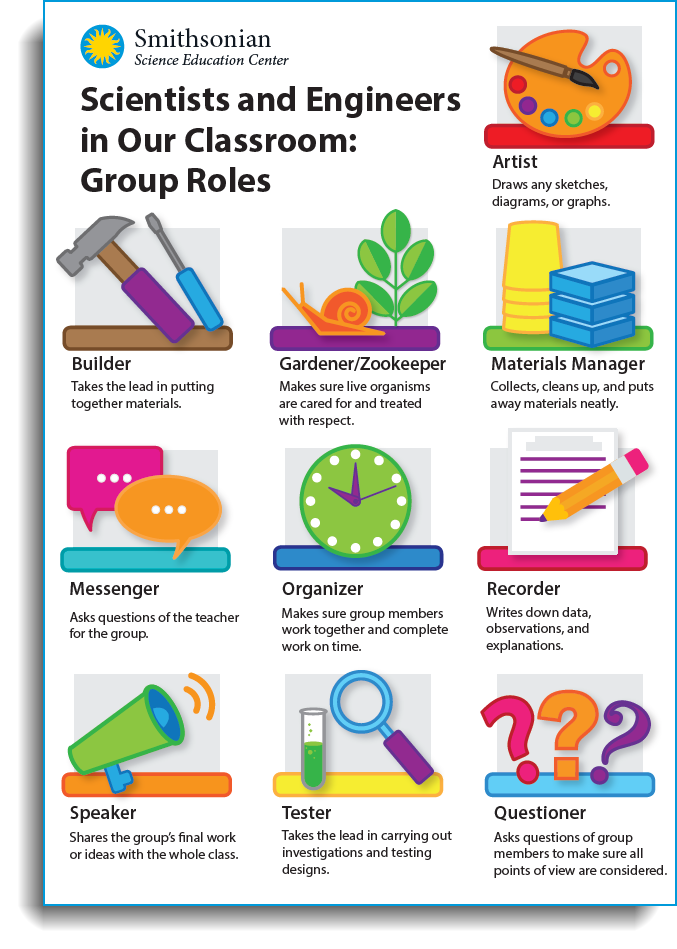 Smithsonian
Science Education Center
Scientists and Engineers
in Our Classroom:
Group Roles
Artist
Draws any sketches,
diagrams, or graphs.
Builder
Takes the lead in putting
together materials.
Gardener/Zookeeper
Makes sure live organisms
are cared for and treated
with respect.
Materials Manager
Collects, cleans up, and puts
away materials neatly.
Messenger
Asks questions of the teacher
for the group.
Organizer
Makes sure group members
work together and complete
work on time.
Recorder
Writes down data,
observations, and
explanations.
Speaker
Shares the group’s final work
or ideas with the whole class.
Tester
Takes the lead in carrying out
investigations and testing
designs.
Questioner
Asks questions of group
members to make sure all
points of view are considered.